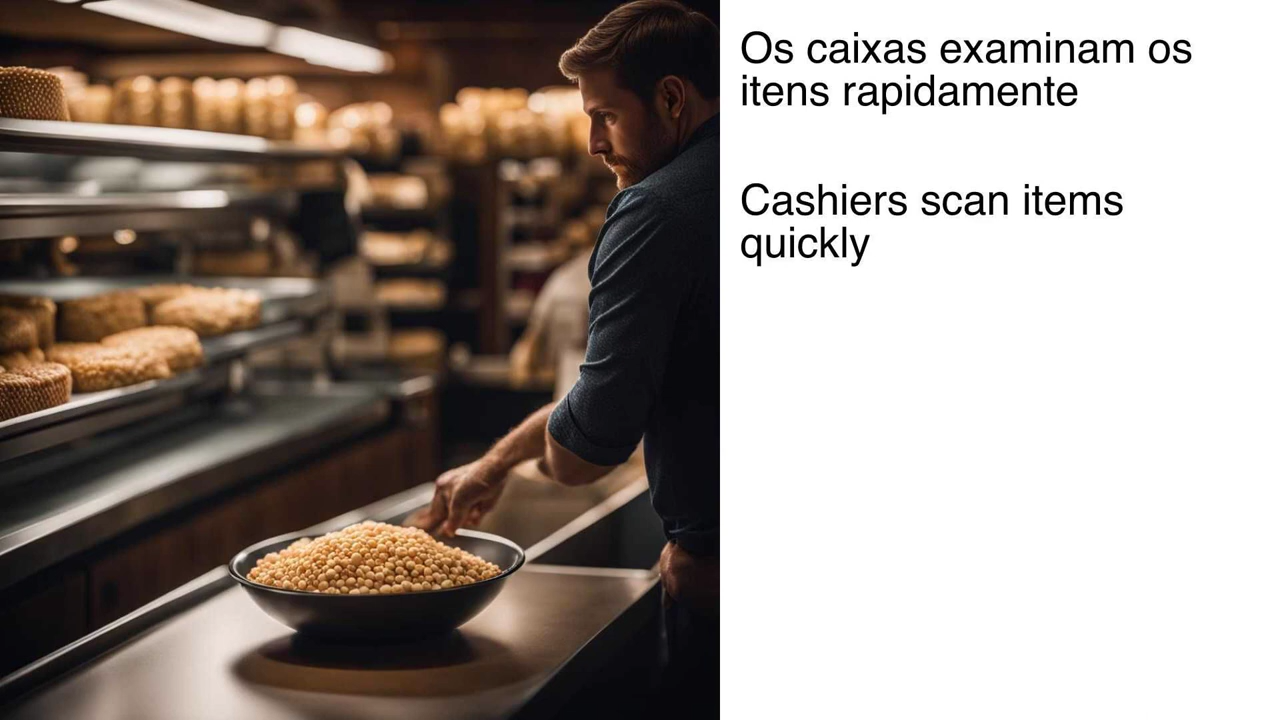 Os caixas examinam os
itens rapidamente
Cashiers scan items
quickly